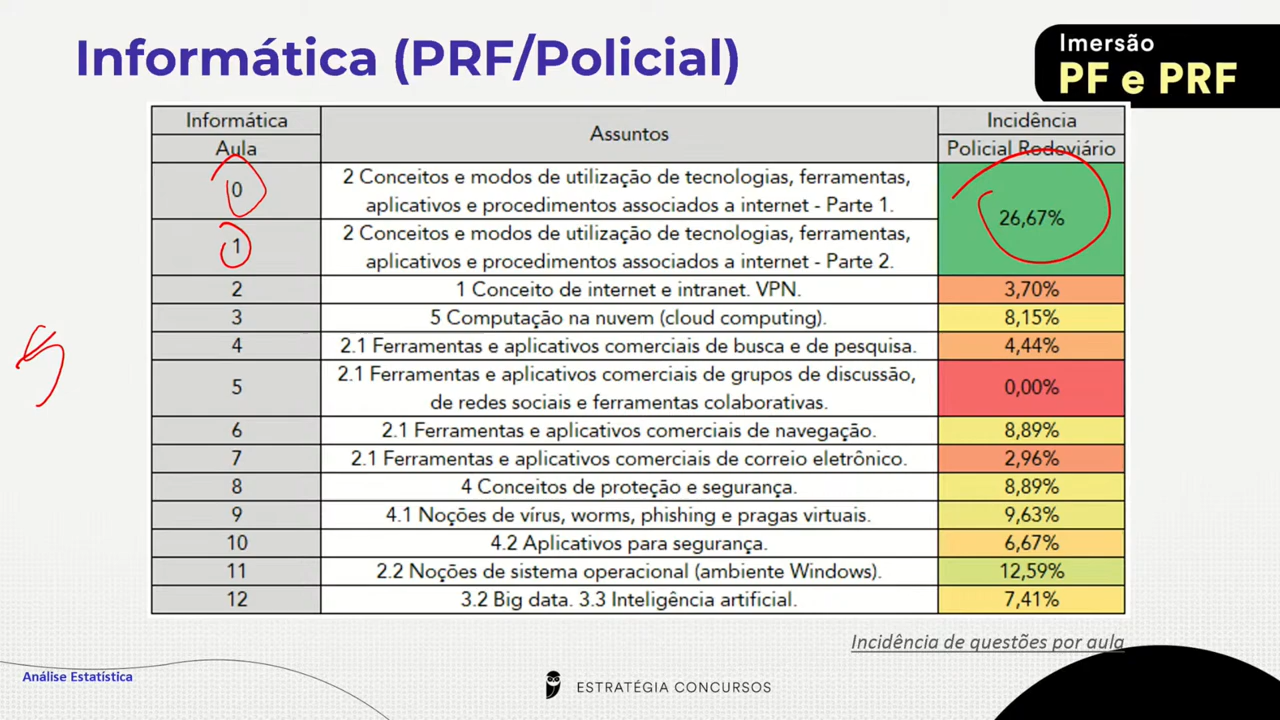 Informática (PRF/Policial)
Imersão
PF e PRF
Informática
Aula
Assuntos
Incidência
Policial Rodoviário
0
2 Conceitos e modos de utilização de tecnologias, ferramentas,
aplicativos e procedimentos associados a internet - Parte 1.
26,67%
1
2 Conceitos e modos de utilização de tecnologias, ferramentas,
aplicativos e procedimentos associados a internet - Parte 2.
2 1 Conceito de internet e intranet. VPN. 3,70%
3 5 Computação na nuvem (cloud computing). 8,15%
4 2.1 Ferramentas e aplicativos comerciais de busca e de pesquisa. 4,44%
5
2.1 Ferramentas e aplicativos comerciais de grupos de discussão,
de redes sociais e ferramentas colaborativas.
0,00%
6 2.1 Ferramentas e aplicativos comerciais de navegação. 8,89%
7 2.1 Ferramentas e aplicativos comerciais de correio eletrônico. 2,96%
8 4 Conceitos de proteção e segurança. 8,89%
9 4.1 Noções de vírus, worms, phishing e pragas virtuais. 9,63%
10 4.2 Aplicativos para segurança. 6,67%
11 2.2 Noções de sistema operacional (ambiente Windows). 12,59%
12 3.2 Big data. 3.3 Inteligência artificial. 7,41%
Incidência de questões por aula
Análise Estatística
ESTRATÉGIA CONCURSOS